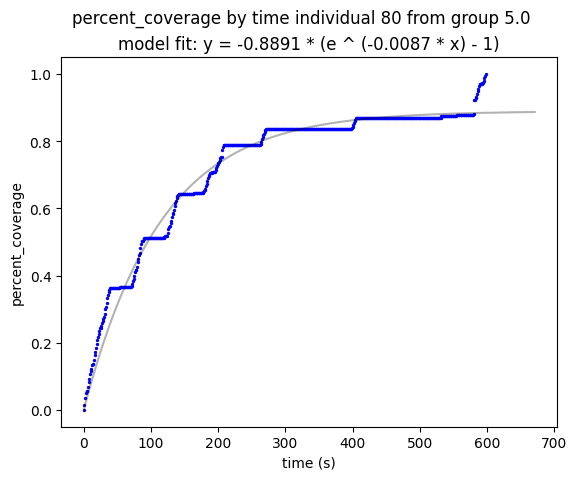 percent_coverage by time individual 80 from group 5.0
model fit: y = -0.8891 * (e ^ (-0.0087 * x) - 1)
1.0
0.8
0.6
0.4
0.2
0.0
percent_coverage
0 100 200 300 400 500 600 700
time (s)